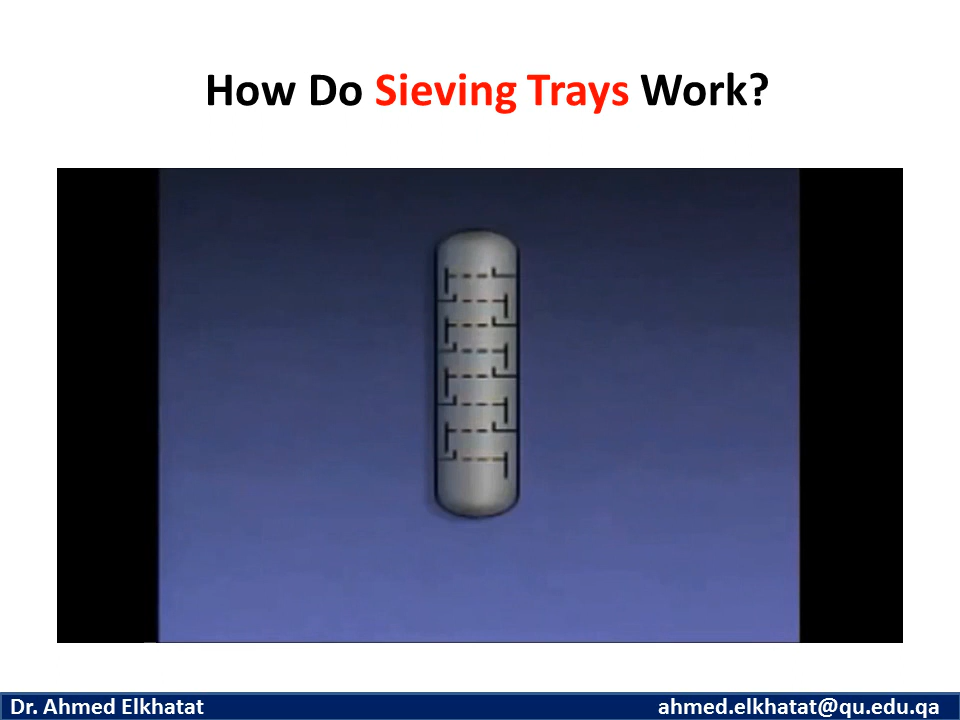 How Do Sieving Trays Work?
Dr. Ahmed Elkhatat
ahmed.elkhatat@qu.edu.qa